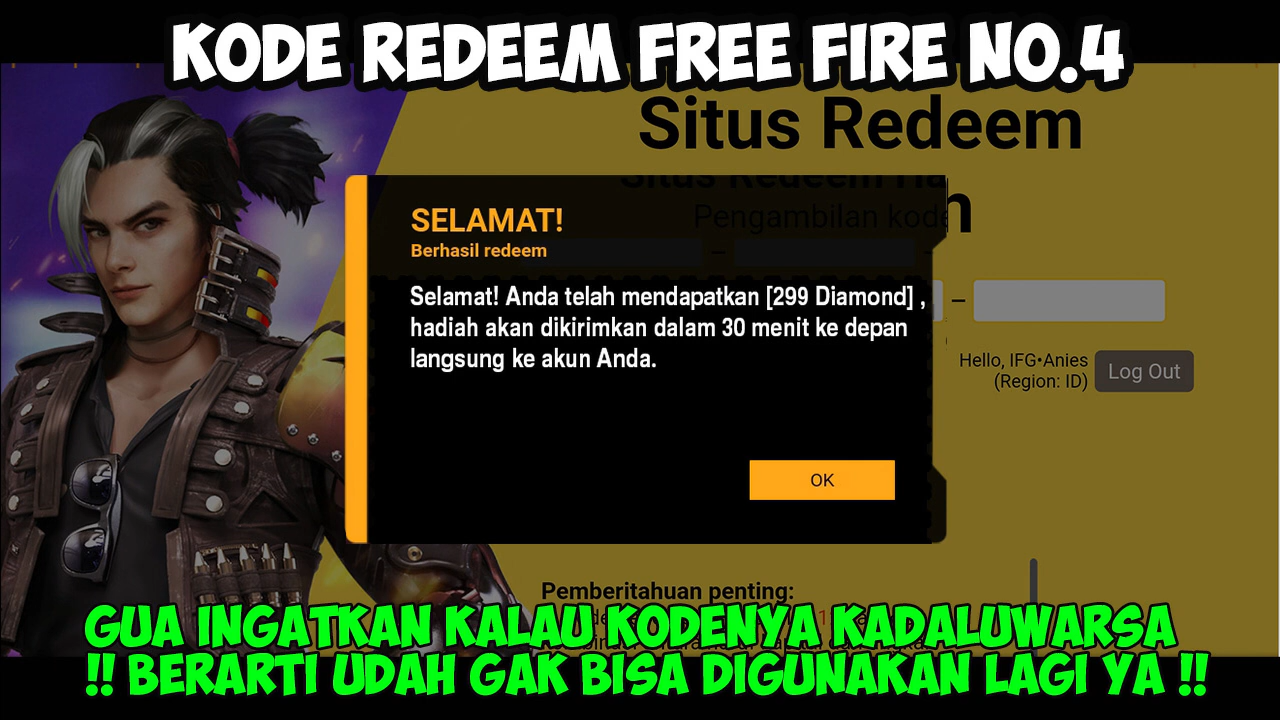 KODE REDEEM FREE FIRE NO.4
Situs Redeem
Situs Redeem
Pengambilan kode
SELAMAT!
Berhasil redeem
Selamat! Anda telah mendapatkan [299 Diamond] ,
hadiah akan dikirimkan dalam 30 menit ke depan
langsung ke akun Anda.
Hello, IFG•Anies
(Region: ID)
Log Out
OK
Pemberitahuan penting:
GUA INGATKAN KALAU KODENYA KADALUWARSA
!! BERARTI UDAH GAK BISA DIGUNAKAN LAGI YA !!